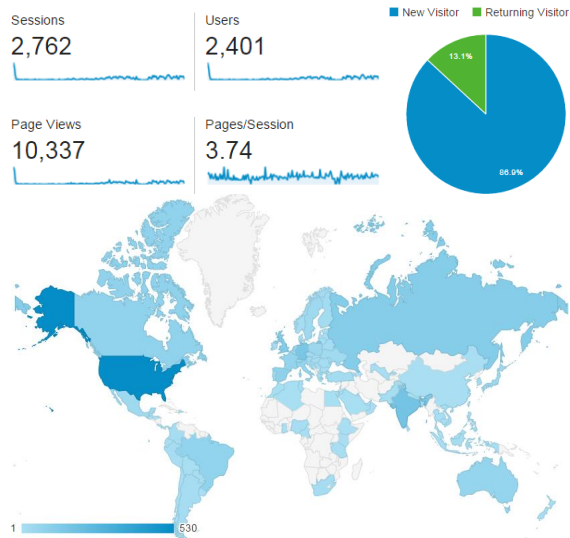 Sessions
2,762
Users
2,401
New Visitor
Returning Visitor
13.1%
86.9%
Page Views
10,337
Pages/Session
3.74
1
530